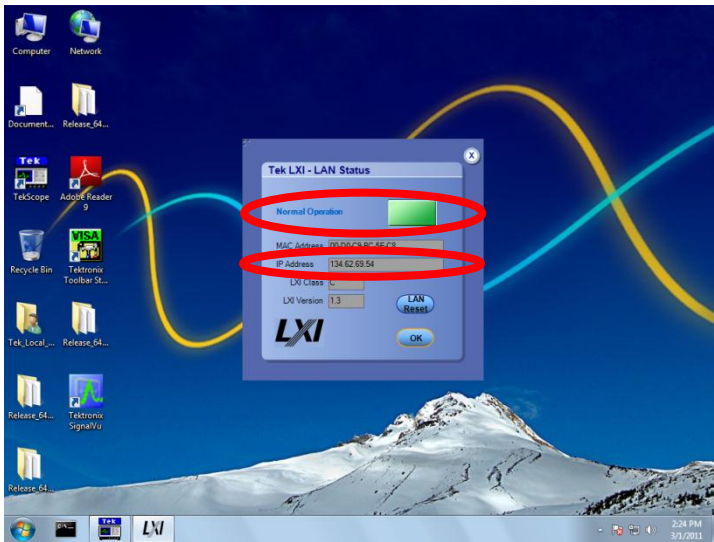 Computer
Network
Document...
Release_64...
Tek
TekScope
Adobe Reader
9
Recycle Bin
VISA
Tektronix
Toolbar St...
Tek_Local_...
Release_64...
Release_64...
Tektronix
SignalVu
Release_64...
X
Tek LXI - LAN Status
Normal Operation
MAC Address
IP Address 134.62.69.54
LXI Class C
LXI Version 1.3
LAN
Reset
LXI
OK
Tek
LXI
2:24 PM
3/1/2011